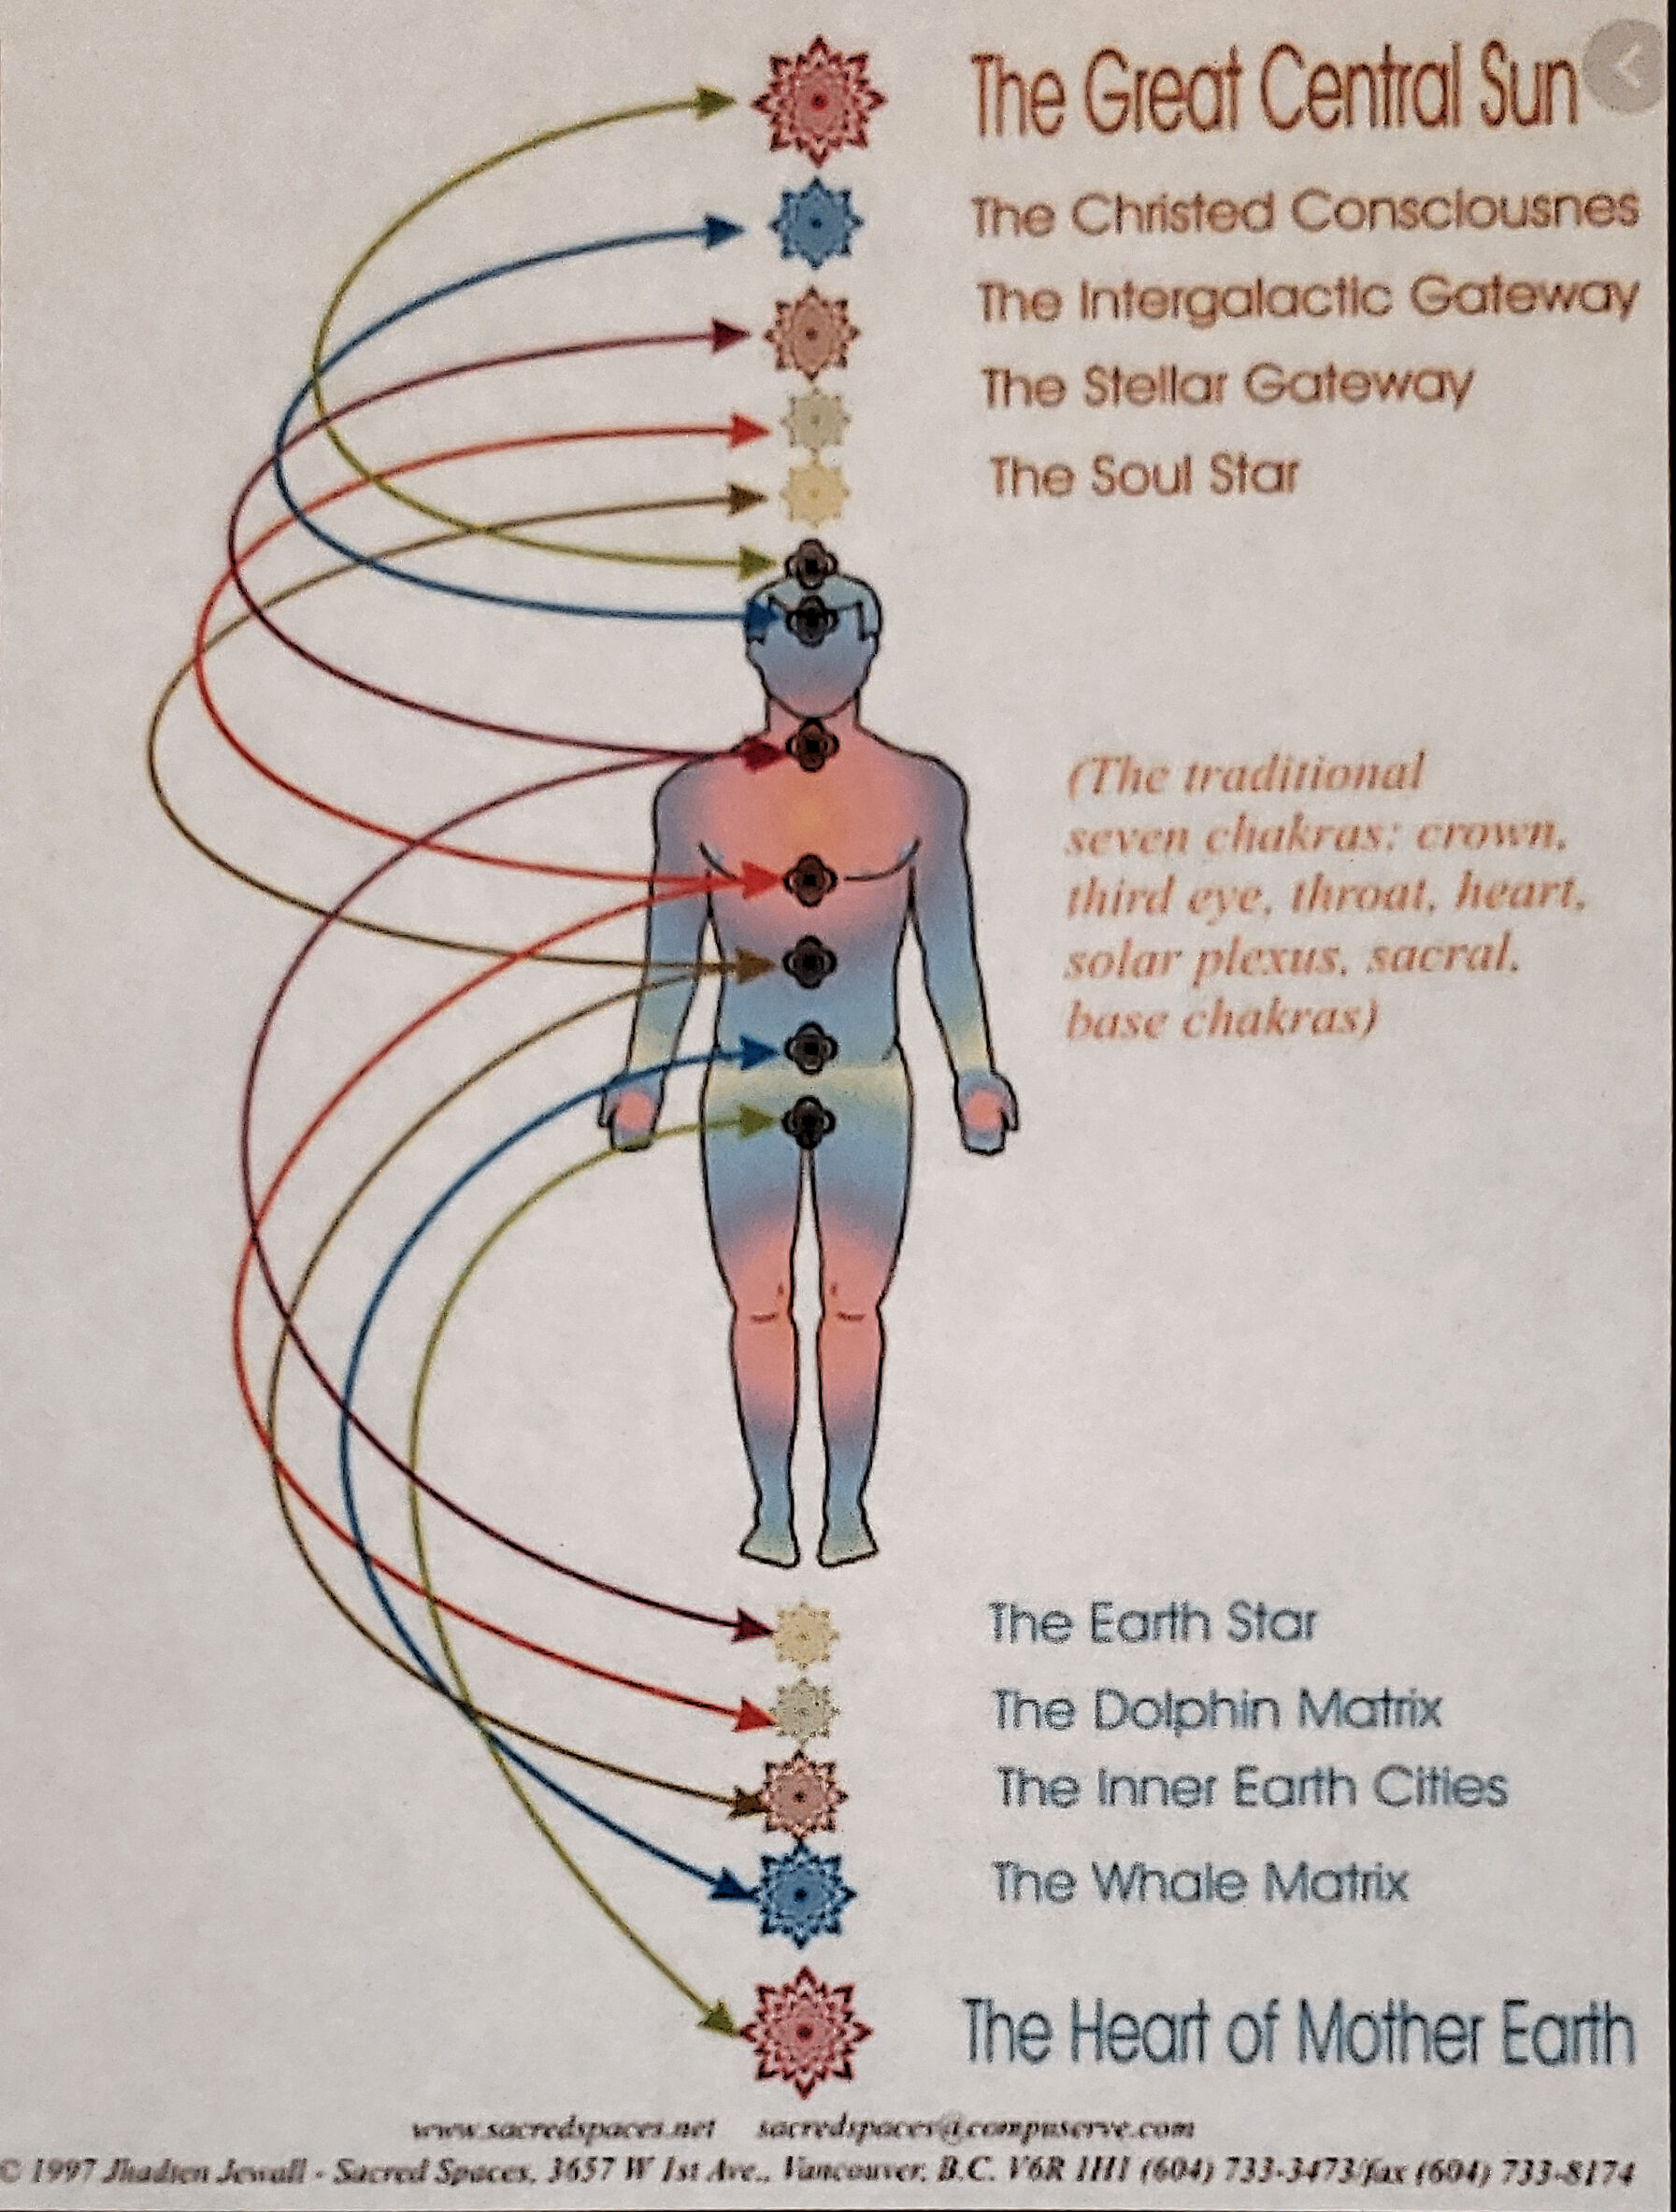 The Great Central Sun
The Christed Consciousnes
The Intergalactic Gateway
The Stellar Gateway
The Soul Star
(The traditional
seven chakras: crown,
third eye, throat, heart,
solar plexus, sacral,
base chakras)
The Earth Star
The Dolphin Matrix
The Inner Earth Cities
The Whale Matrix
The Heart of Mother Earth
www.sacredspaces.net sacredspaces@compuserve.com
© 1997 Jhadten Jewall - Sacred Spaces, 3657 W 1st Ave., Vancouver, B.C. V6R 1H1 (604) 733-3473/fax (604) 733-8174